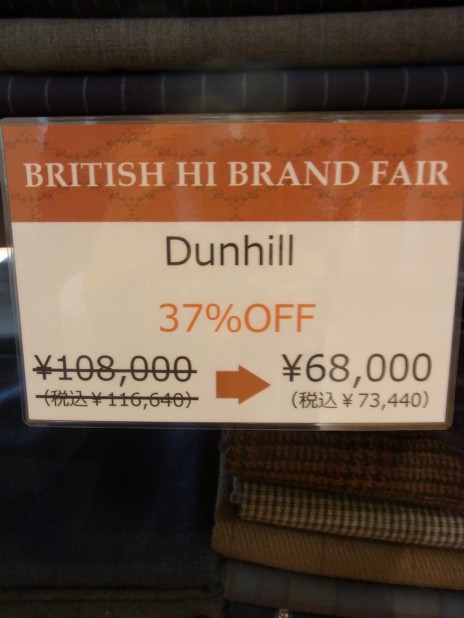 BRITISH HI BRAND FAIR
Dunhill
37%OFF
¥108,000 ¥68,000
(税込¥116,640) (税込¥73,440)